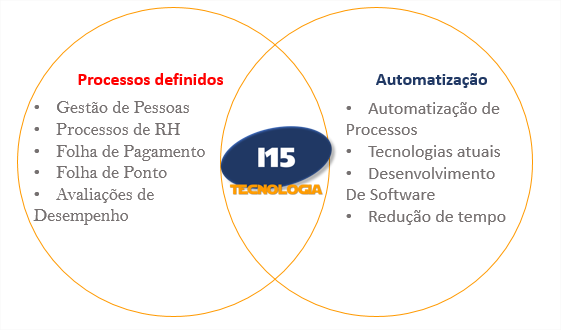 Processos definidos
• Gestão de Pessoas
• Processos de RH
• Folha de Pagamento
• Folha de Ponto
• Avaliações de
Desempenho
I15
TECNOLOGIA
Automatização
• Automatização de
Processos
• Tecnologias atuais
• Desenvolvimento
De Software
• Redução de tempo